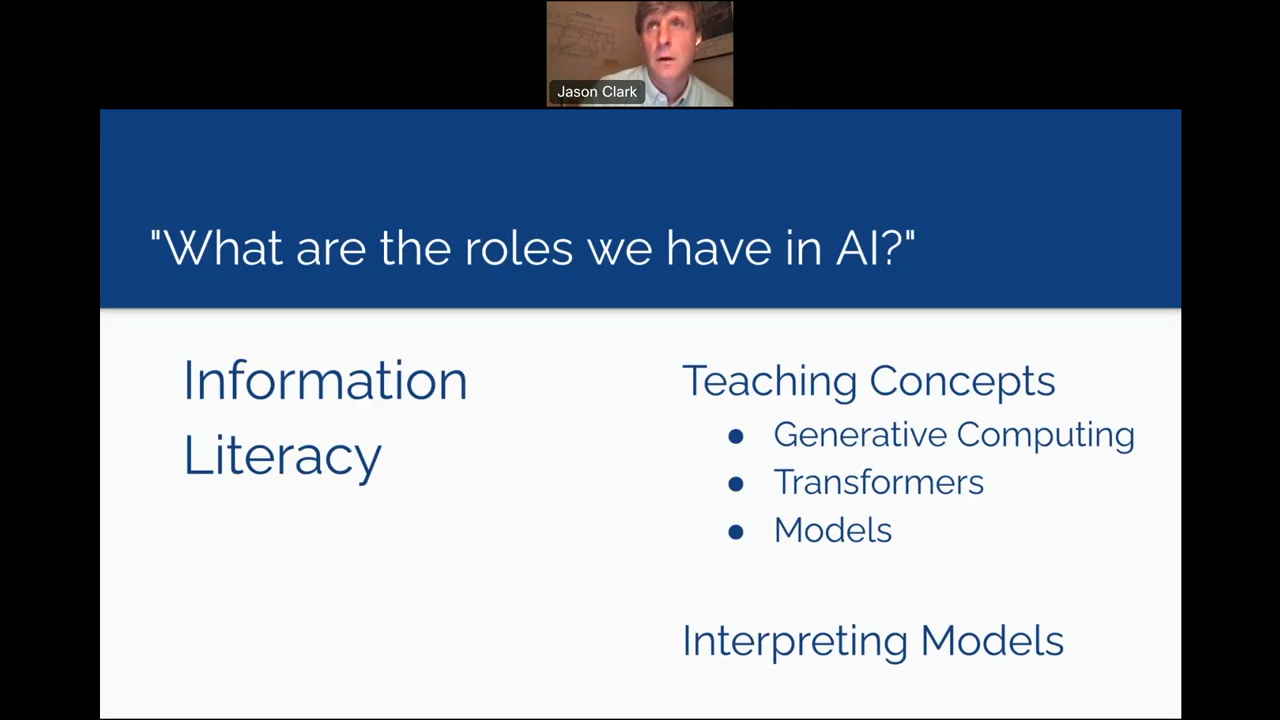 Jason Clark
"What are the roles we have in AI?"
Information
Literacy
Teaching Concepts
● Generative Computing
● Transformers
● Models
Interpreting Models